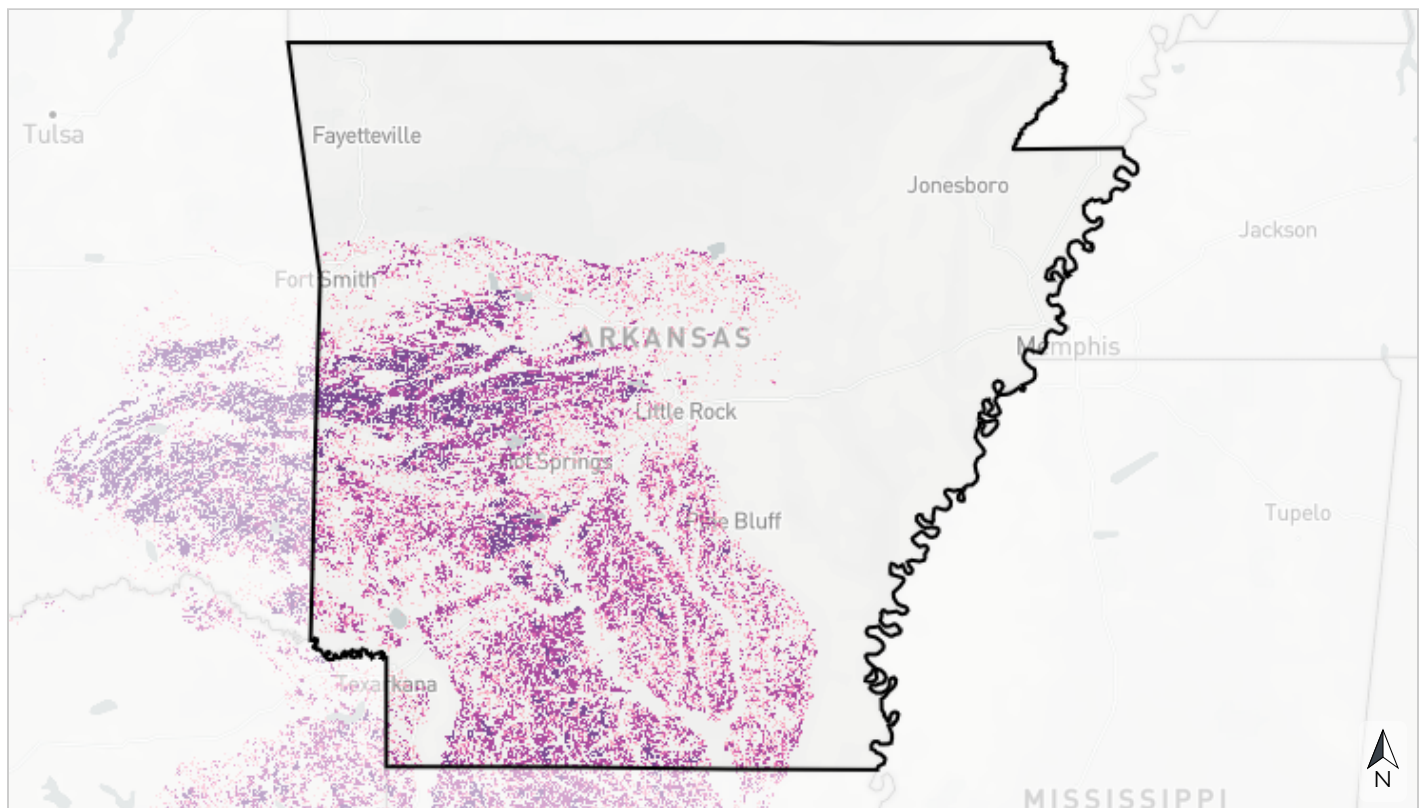 Tulsa
Fayetteville
Jonesboro
Jackson
Fort Smith
ARKANSAS
Memphis
Little Rock
Hot Springs
Pine Bluff
Tupelo
Texarkana
MISSISSIPPI
N